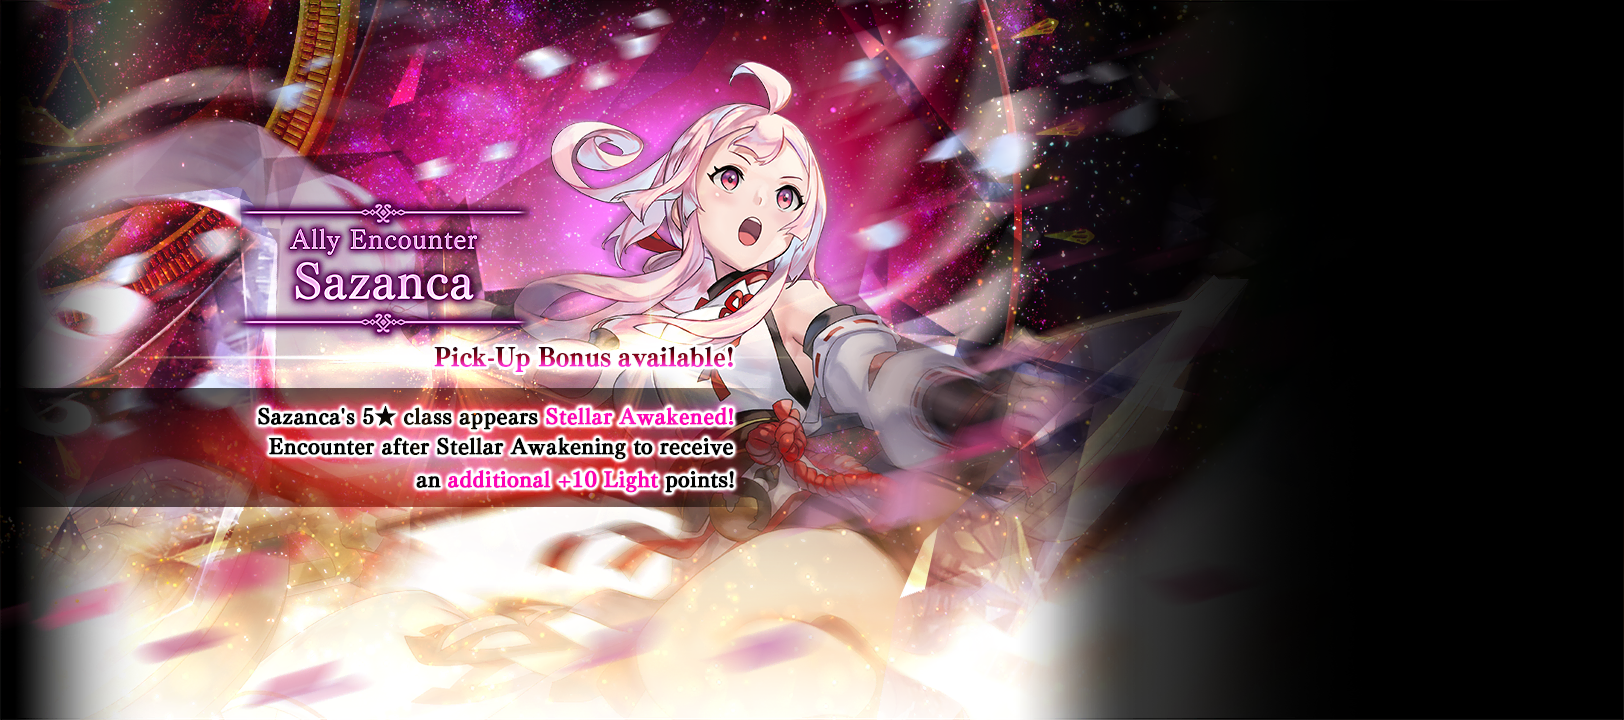 Ally Encounter
Sazanca
Pick-Up Bonus available!
Sazanca's 5★ class appears Stellar Awakened!
Encounter after Stellar Awakening to receive
an additional +10 Light points!